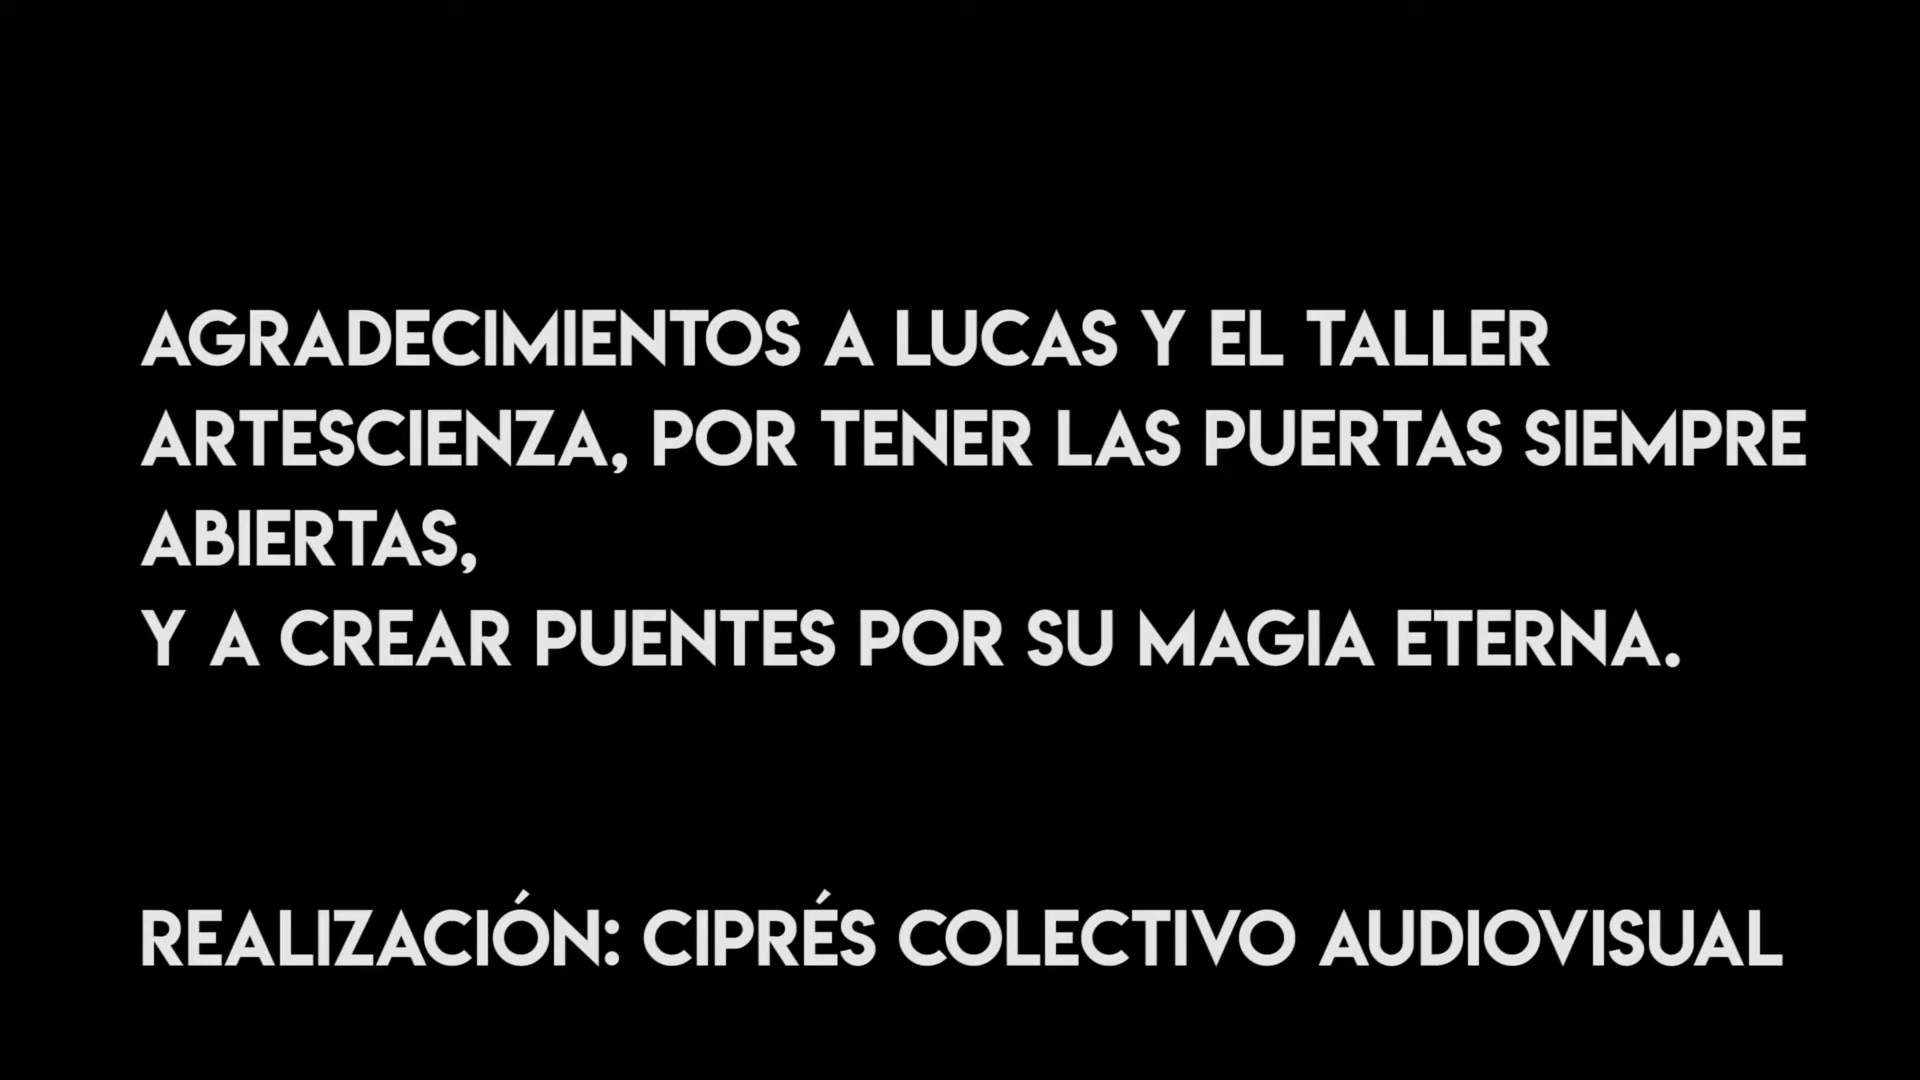 AGRADECIMIENTOS A LUCAS Y EL TALLER
ARTESCIENZA, POR TENER LAS PUERTAS SIEMPRE
ABIERTAS,
Y A CREAR PUENTES POR SU MAGIA ETERNA.
REALIZACIÓN: CIPRÉS COLECTIVO AUDIOVISUAL